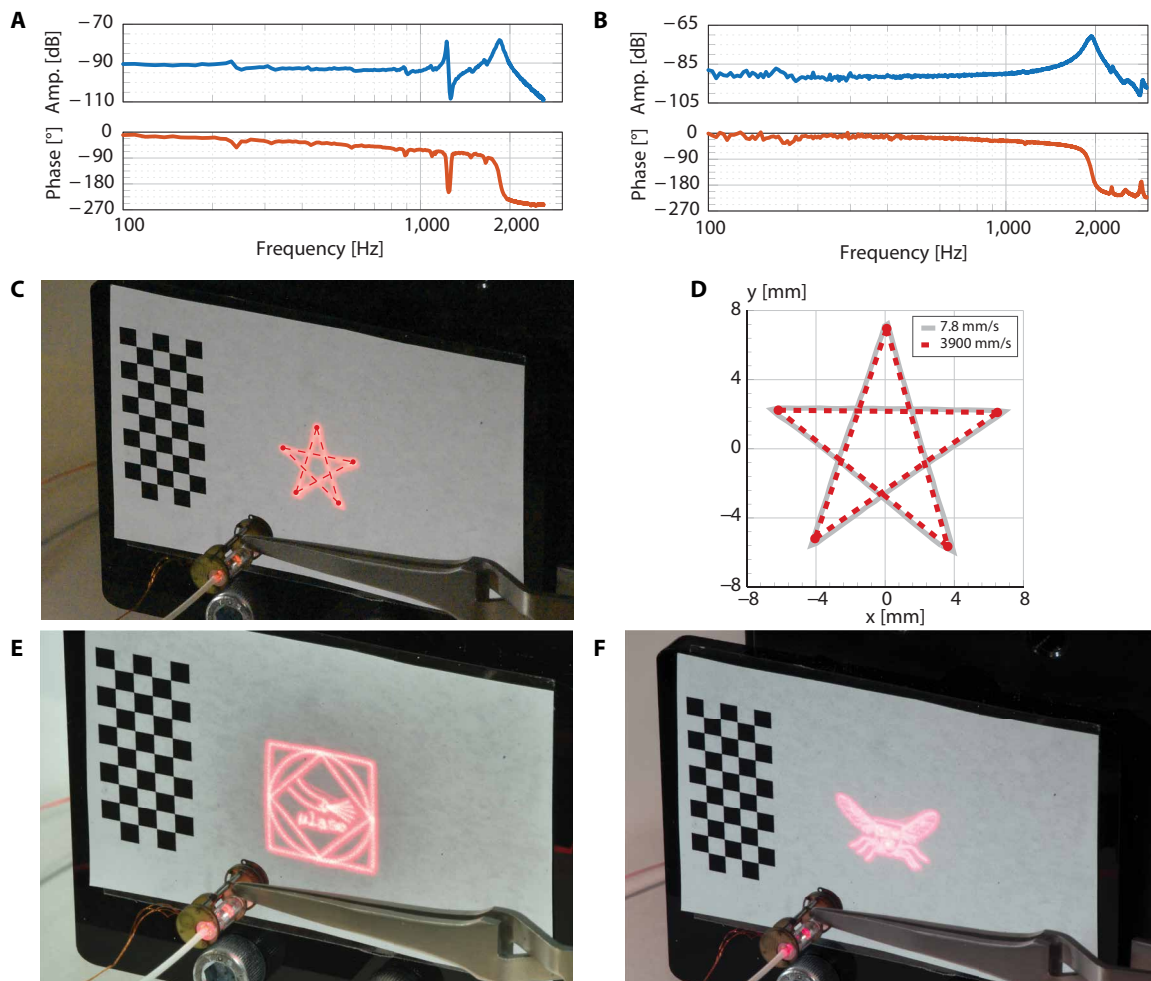 A
B
−70
−90
−110
Amp. [dB]
0
−90
−180
−270
Phase [°]
100
1,000
2,000
Frequency [Hz]
−65
−85
−105
Amp. [dB]
0
−90
−180
−270
Phase [°]
100
1,000
2,000
Frequency [Hz]
C
D
y [mm]
8
4
0
−4
−8
−8
−4
0
4
8
x [mm]
7.8 mm/s
3900 mm/s
E
F
μlase